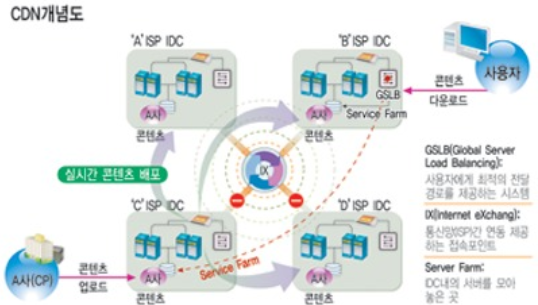 CDN개념도
"A"ISP IDC
"B"ISP IDC
GSLB
사용자
콘텐츠
다운로드
A사
콘텐츠
A사
콘텐츠
Service Farm
실시간 콘텐츠 배포
IX
"C"ISP IDC
"D"ISP IDC
A사(CP)
콘텐츠
업로드
A사
콘텐츠
Service Farm
A사
콘텐츠
GSLB(Global Server
Load Balancing):
사용자에게 최적의 전달
경로를 제공하는 시스템
IX(Internet eXchang):
통신망(ISP)간 연동 제공
하는 접속포인트
Server Farm:
IDC내의 서버를 모아
놓은 곳